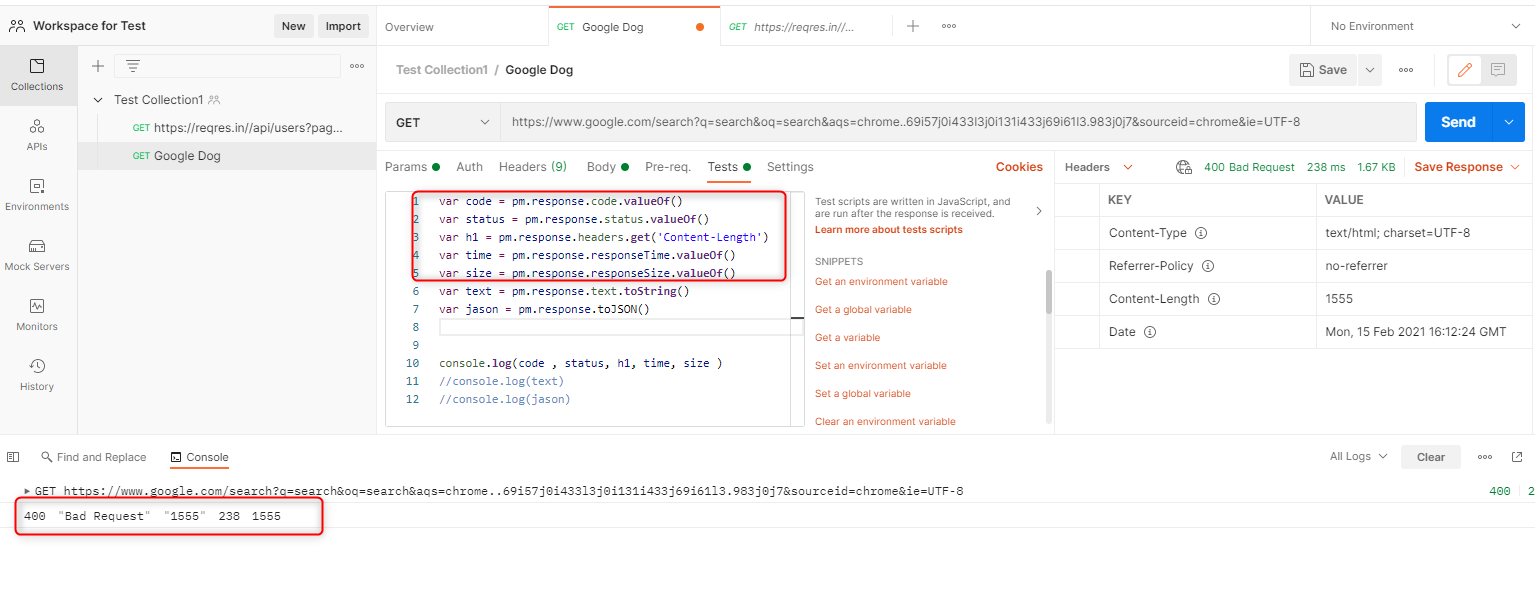 Workspace for Test
New
Import
Overview
GET Google Dog
GET https://reqres.in//...
No Environment
Collections
APIs
Environments
Mock Servers
Monitors
History
Test Collection1
GET https://reqres.in//api/users?pag...
GET Google Dog
Test Collection1 / Google Dog
Save
GET
https://www.google.com/search?q=search&oq=search&aqs=chrome..69i57j0i433l3j0i131i433j69i61l3.983j0j7&sourceid=chrome&ie=UTF-8
Send
Params
Auth
Headers (9)
Body
Pre-req.
Tests
Settings
Cookies
1 var code = pm.response.code.valueOf()
2 var status = pm.response.status.valueOf()
3 var h1 = pm.response.headers.get('Content-Length')
4 var time = pm.response.responseTime.valueOf()
5 var size = pm.response.responseSize.valueOf()
6 var text = pm.response.text.toString()
7 var jason = pm.response.toJSON()
8
9
10 console.log(code , status, h1, time, size )
11 //console.log(text)
12 //console.log(jason)
Test scripts are written in JavaScript, and
are run after the response is received.
Learn more about tests scripts
SNIPPETS
Get an environment variable
Get a global variable
Get a variable
Set an environment variable
Set a global variable
Clear an environment variable
Headers
400 Bad Request 238 ms 1.67 KB
Save Response
KEY VALUE
Content-Type text/html; charset=UTF-8
Referrer-Policy no-referrer
Content-Length 1555
Date Mon, 15 Feb 2021 16:12:24 GMT
Find and Replace
Console
All Logs
Clear
GET https://www.google.com/search?q=search&oq=search&aqs=chrome..69i57j0i433l3j0i131i433j69i61l3.983j0j7&sourceid=chrome&ie=UTF-8
400 2
400 "Bad Request" "1555" 238 1555